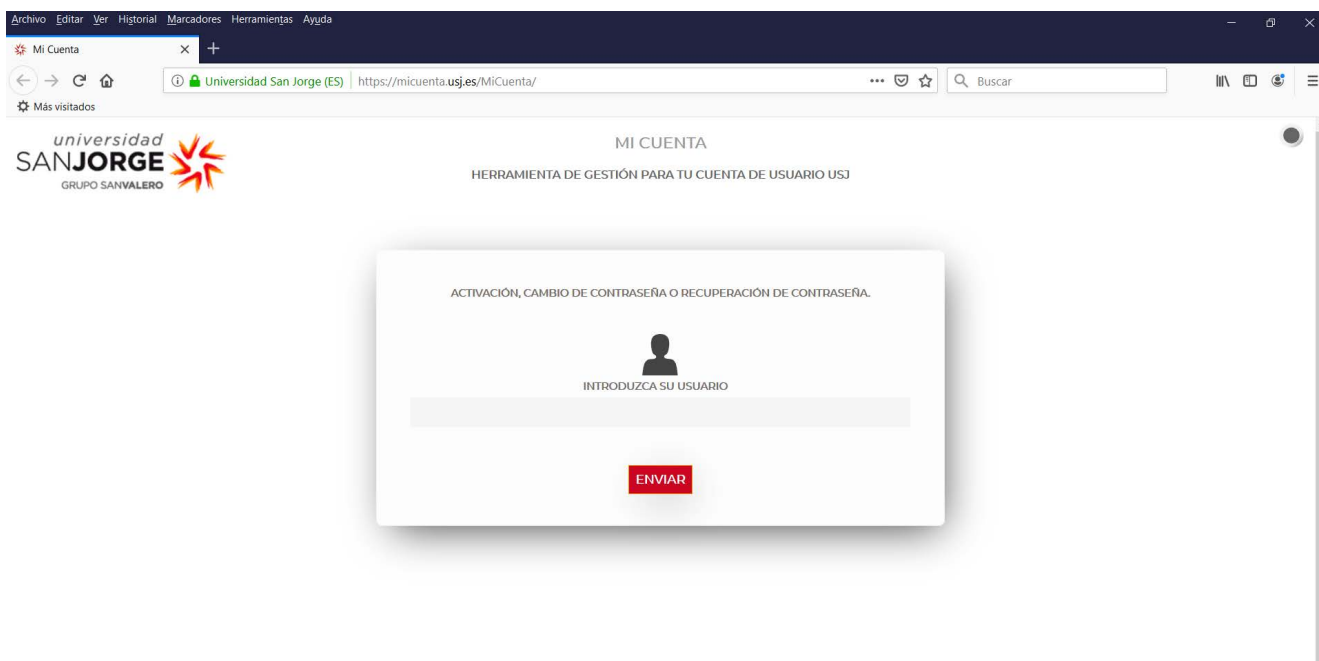 Archivo Editar Ver Historial Marcadores Herramientas Ayuda
Mi Cuenta
Universidad San Jorge (ES) https://micuenta.usj.es/MiCuenta/
Buscar
Más visitados
universidad
SANJORGE
GRUPO SANVALERO
MI CUENTA
HERRAMIENTA DE GESTIÓN PARA TU CUENTA DE USUARIO USJ
ACTIVACIÓN, CAMBIO DE CONTRASEÑA O RECUPERACIÓN DE CONTRASEÑA.
INTRODUZCA SU USUARIO
ENVIAR